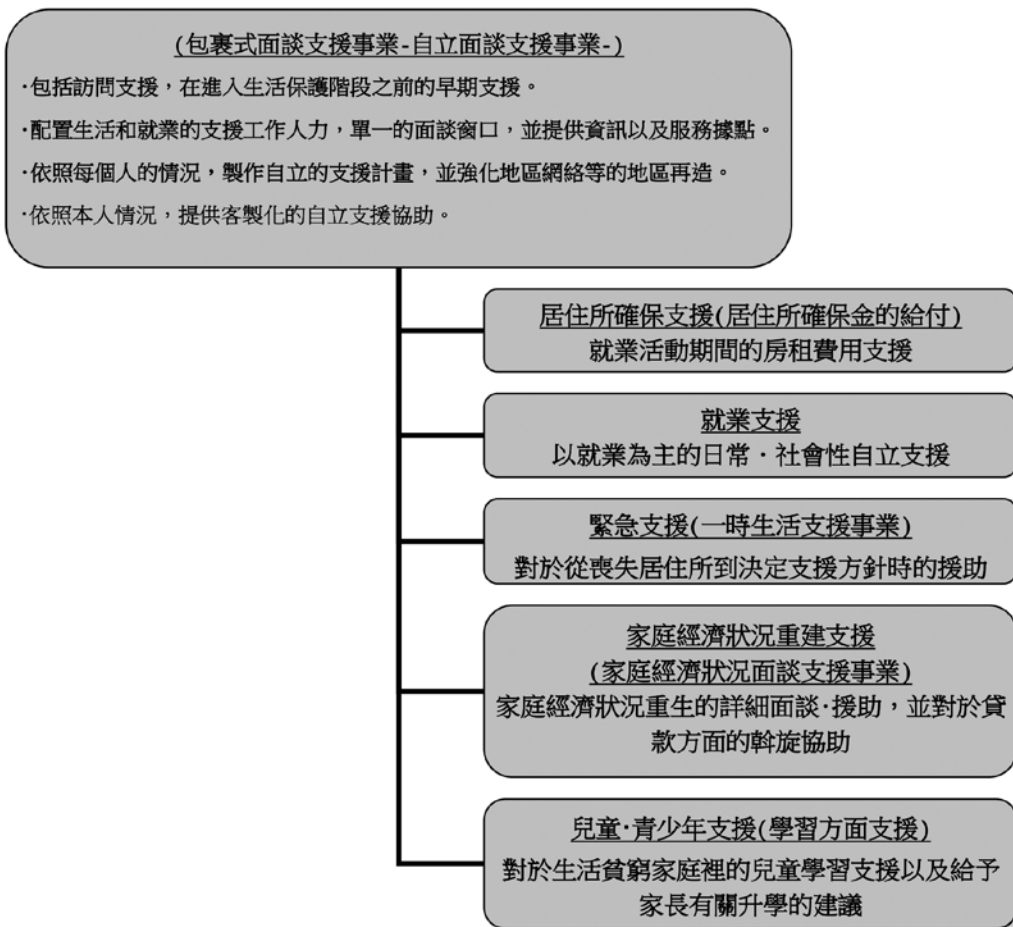 (包裹式面談支援事業-自立面談支援事業-)
·包括訪問支援，在進入生活保護階段之前的早期支援。
·配置生活和就業的支援工作人力，單一的面談窗口，並提供資訊以及服務據點。
·依照每個人的情況，製作自立的支援計畫，並強化地區網絡等的地區再造。
·依照本人情況，提供客製化的自立支援協助。
居住所確保支援(居住所確保金的給付)
就業活動期間的房租費用支援
就業支援
以就業為主的日常·社會性自立支援
緊急支援(一時生活支援事業)
對於從喪失居住所到決定支援方針時的援助
家庭經濟狀況重建支援
(家庭經濟狀況面談支援事業)
家庭經濟狀況重生的詳細面談·援助，並對於貸
款方面的斡旋協助
兒童·青少年支援(學習方面支援)
對於生活貧窮家庭裡的兒童學習支援以及給予
家長有關升學的建議